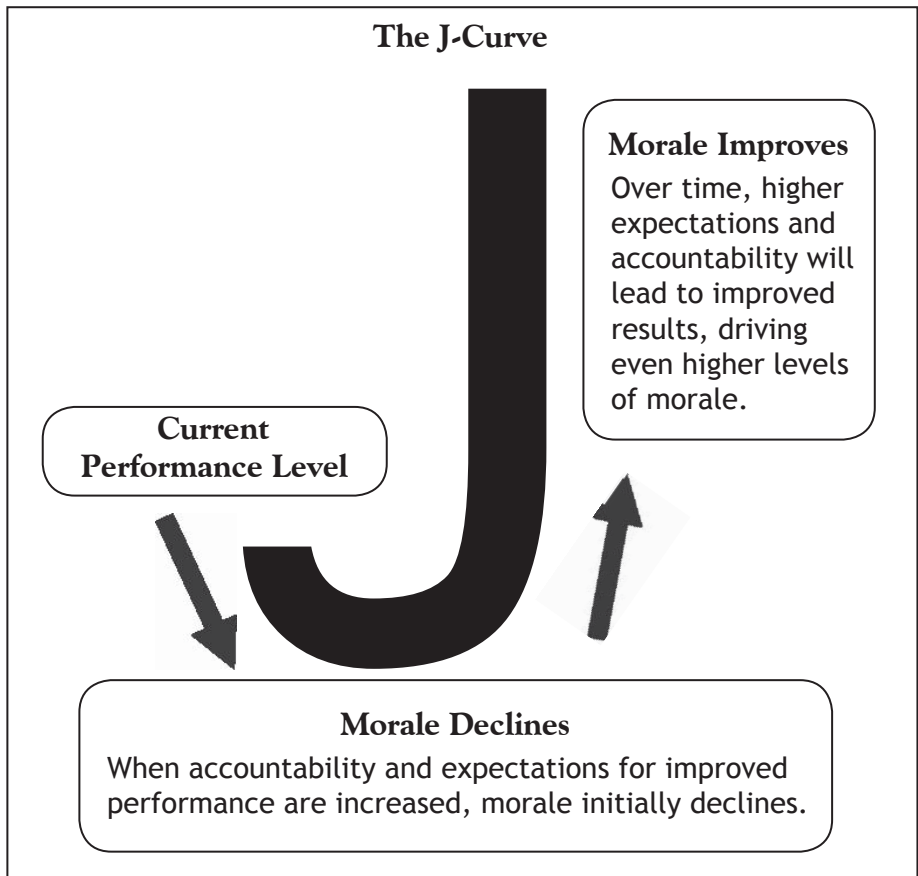 The J-Curve
J
Current
Performance Level
Morale Declines
When accountability and expectations for improved
performance are increased, morale initially declines.
Morale Improves
Over time, higher
expectations and
accountability will
lead to improved
results, driving
even higher levels
of morale.